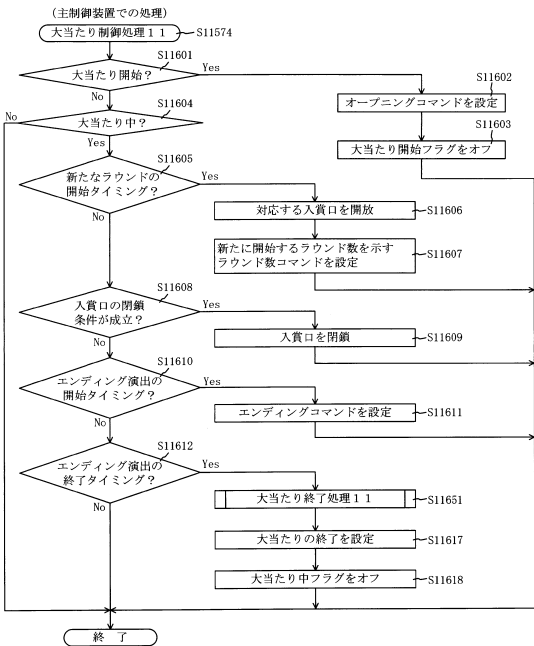 (主制御装置での処理)
大当たり制御処理11
S11574
S11601
大当たり開始?
Yes
No
S11602
オープニングコマンドを設定
S11603
大当たり開始フラグをオフ
S11604
No
大当たり中?
Yes
S11605
新たなラウンドの
開始タイミング?
Yes
No
対応する入賞口を開放
S11606
新たに開始するラウンド数を示す
ラウンド数コマンドを設定
S11607
S11608
入賞口の閉鎖
条件が成立?
Yes
No
入賞口を閉鎖
S11609
S11610
エンディング演出の
開始タイミング?
Yes
No
エンディングコマンドを設定
S11611
S11612
エンディング演出の
終了タイミング?
Yes
No
大当たり終了処理11
S11651
大当たりの終了を設定
S11617
大当たり中フラグをオフ
S11618
終 了